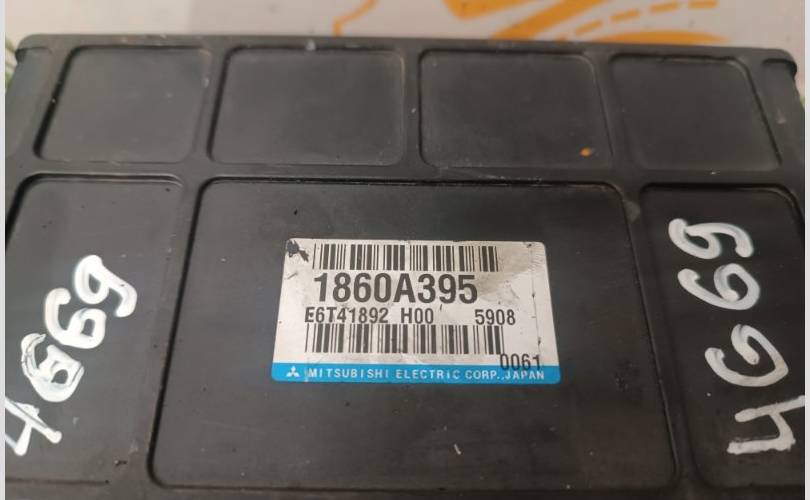 1860A395
E6T41892 H00 5908
0061
MITSUBISHI ELECTRIC CORP.,JAPAN
4G69
4G69